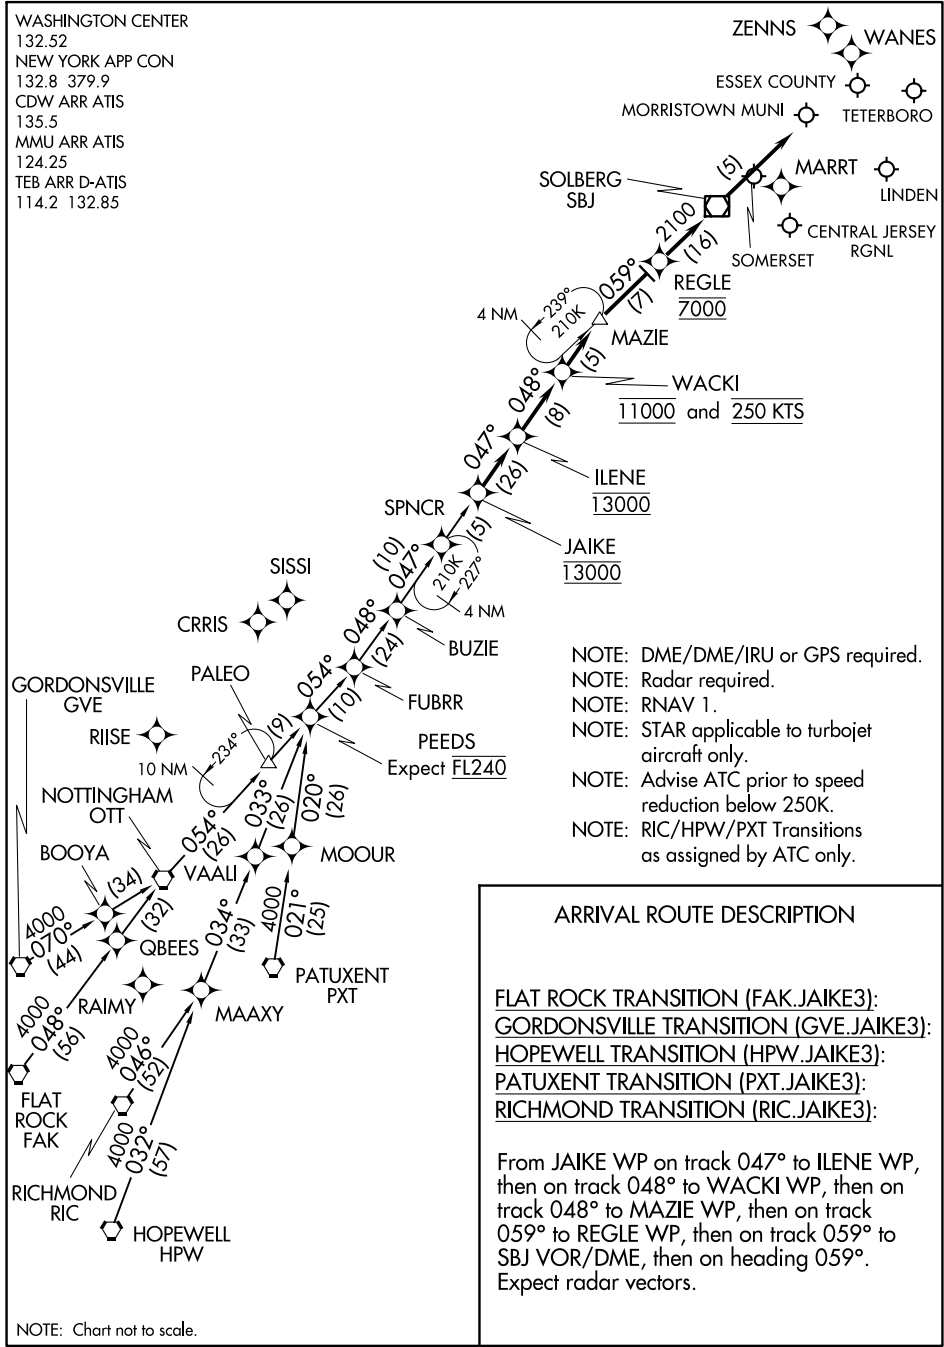 WASHINGTON CENTER
132.52
NEW YORK APP CON
132.8 379.9
CDW ARR ATIS
135.5
MMU ARR ATIS
124.25
TEB ARR D-ATIS
114.2 132.85
ZENNS
WANES
ESSEX COUNTY
TETERBORO
MORRISTOWN MUNI
MARRT
LINDEN
SOLBERG
SBJ
(5)
CENTRAL JERSEY
RGNL
SOMERSET
2100
(16)
REGLE
7000
059°
(7)
4 NM
239°
210K
MAZIE
(5)
WACKI
11000 and 250 KTS
048°
(8)
ILENE
13000
047°
(26)
SPNCR
JAIKE
13000
(5)
(10)
047°
210K
227°
4 NM
SISSI
CRRIS
BUZIE
048°
(24)
PALEO
FUBRR
054°
(10)
GORDONSVILLE
GVE
RIISE
(9)
234°
10 NM
PEEDS
Expect FL240
NOTTINGHAM
OTT
054°
(26)
033°
(26)
020°
(26)
BOOYA
VAALI
MOOUR
(34)
(32)
4000
070°
(44)
QBEES
034°
(33)
4000
021°
(25)
PATUXENT
PXT
RAIMY
MAAXY
4000
048°
(56)
FLAT
ROCK
FAK
4000
046°
(52)
4000
032°
(57)
RICHMOND
RIC
HOPEWELL
HPW
NOTE: Chart not to scale.
NOTE: DME/DME/IRU or GPS required.
NOTE: Radar required.
NOTE: RNAV 1.
NOTE: STAR applicable to turbojet
aircraft only.
NOTE: Advise ATC prior to speed
reduction below 250K.
NOTE: RIC/HPW/PXT Transitions
as assigned by ATC only.
ARRIVAL ROUTE DESCRIPTION
FLAT ROCK TRANSITION (FAK.JAIKE3):
GORDONSVILLE TRANSITION (GVE.JAIKE3):
HOPEWELL TRANSITION (HPW.JAIKE3):
PATUXENT TRANSITION (PXT.JAIKE3):
RICHMOND TRANSITION (RIC.JAIKE3):
From JAIKE WP on track 047° to ILENE WP,
then on track 048° to WACKI WP, then on
track 048° to MAZIE WP, then on track
059° to REGLE WP, then on track 059° to
SBJ VOR/DME, then on heading 059°.
Expect radar vectors.